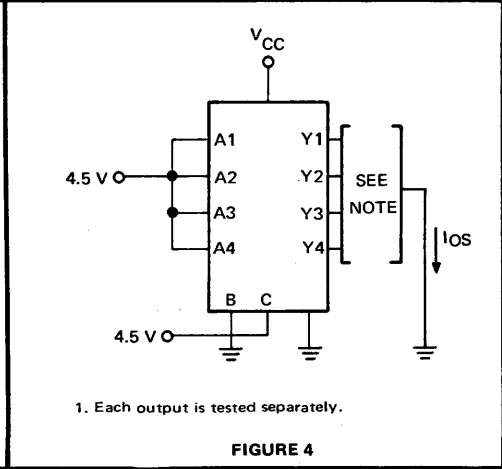 VCC
A1
Y1
4.5 V
A2
Y2
SEE
A3
Y3
NOTE
A4
Y4
IOS
B
C
4.5 V
1. Each output is tested separately.
FIGURE 4